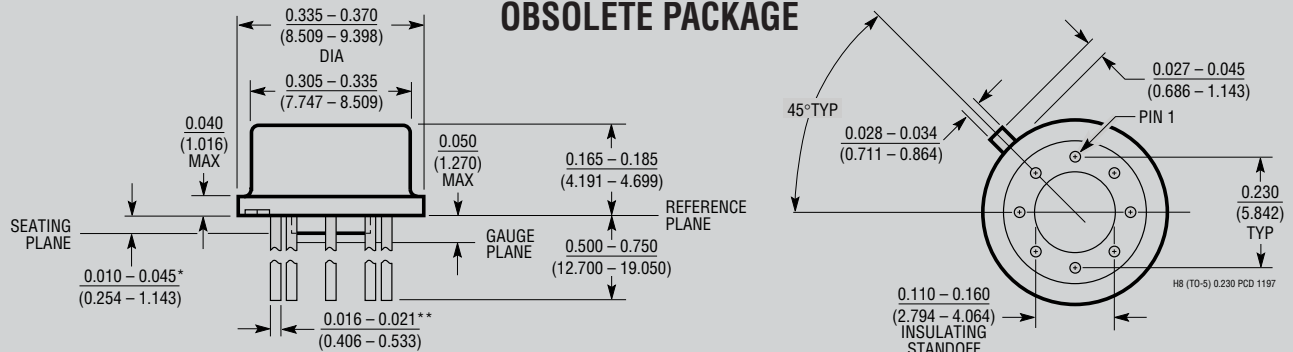 OBSOLETE PACKAGE
0.335 – 0.370
(8.509 – 9.398)
DIA
0.305 – 0.335
(7.747 – 8.509)
0.040
(1.016)
MAX
0.050
(1.270)
MAX
0.165 – 0.185
(4.191 – 4.699)
SEATING
PLANE
GAUGE
PLANE
REFERENCE
PLANE
0.500 – 0.750
(12.700 – 19.050)
0.010 – 0.045*
(0.254 – 1.143)
0.016 – 0.021**
(0.406 – 0.533)
45°TYP
0.027 – 0.045
(0.686 – 1.143)
0.028 – 0.034
(0.711 – 0.864)
PIN 1
0.230
(5.842)
TYP
H8 (TO-5) 0.230 PCD 1197
0.110 – 0.160
(2.794 – 4.064)
INSULATING
STANDOFF